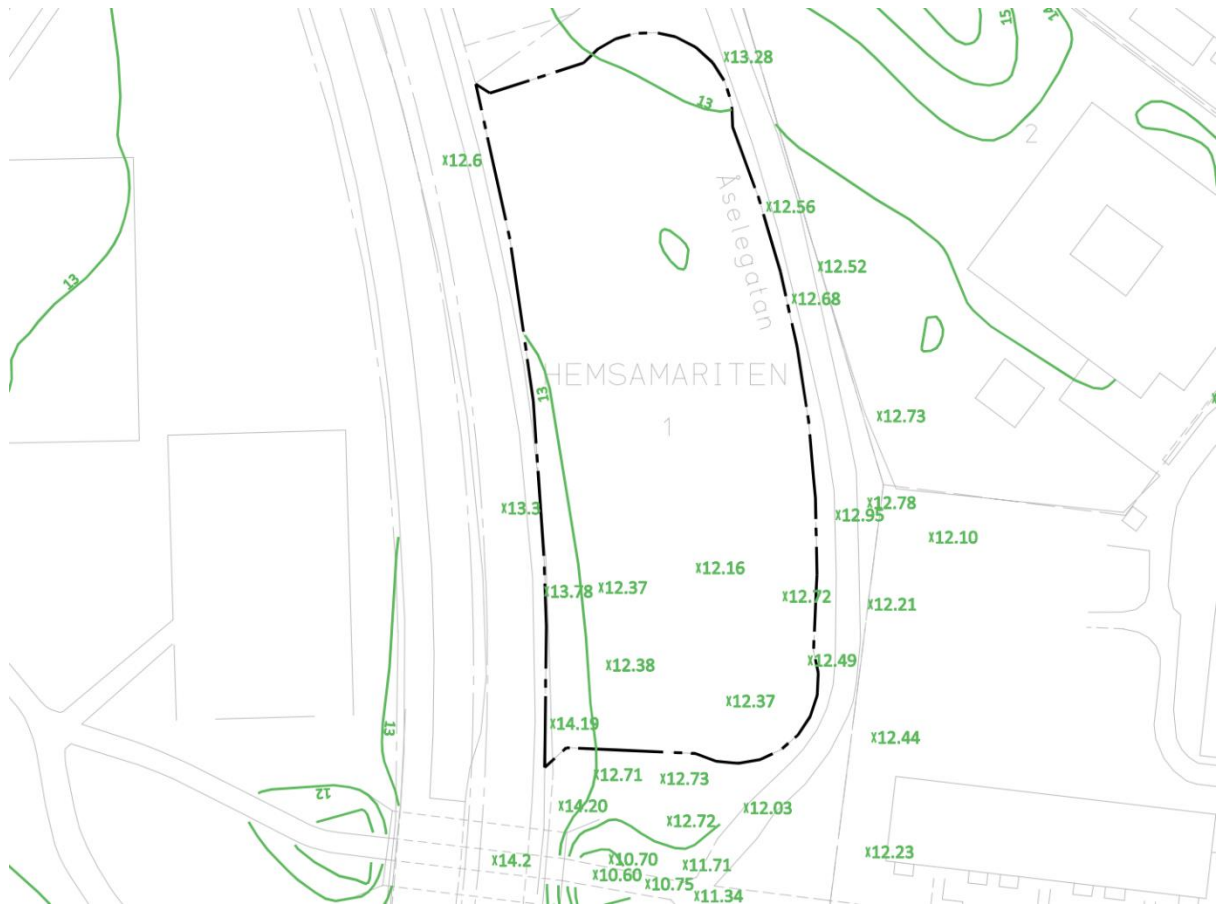 15
14
x13.28
13
2
x12.6
Åselegatan
x12.56
x12.52
13
x12.68
HEMSAMARITEN
13
1
x12.73
x12.78
x13.3
x12.95
x12.10
x12.16
x13.78
x12.37
x12.72
x12.21
x12.38
x12.49
x12.37
x14.19
13
x12.44
x12.71
x12.73
12
x14.20
x12.03
x12.72
x12.23
x14.2
x10.70
x11.71
x10.60
x10.75
x11.34